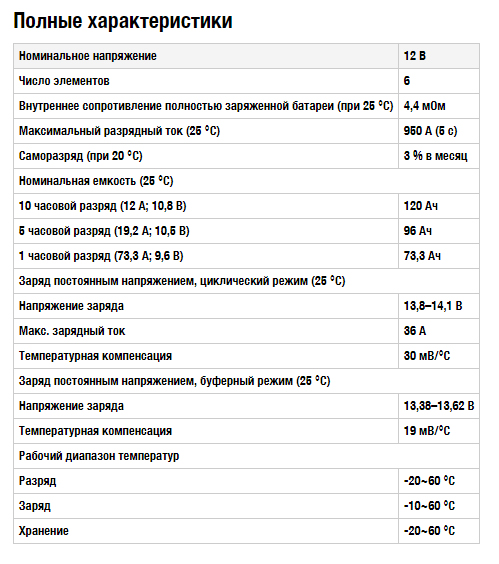 Полные характеристики
Номинальное напряжение 12 В
Число элементов 6
Внутреннее сопротивление полностью заряженной батареи (при 25 °С) 4,4 мОм
Максимальный разрядный ток (25 °С) 950 А (5 с)
Саморазряд (при 20 °С) 3 % в месяц
Номинальная емкость (25 °С)
10 часовой разряд (12 А; 10,8 В) 120 Ач
5 часовой разряд (19,2 А; 10,5 В) 96 Ач
1 часовой разряд (73,3 А; 9,6 В) 73,3 Ач
Заряд постоянным напряжением, циклический режим (25 °С)
Напряжение заряда 13,8–14,1 В
Макс. зарядный ток 36 А
Температурная компенсация 30 мВ/°С
Заряд постоянным напряжением, буферный режим (25 °С)
Напряжение заряда 13,38–13,62 В
Температурная компенсация 19 мВ/°С
Рабочий диапазон температур
Разряд -20~60 °С
Заряд -10~60 °С
Хранение -20~60 °С